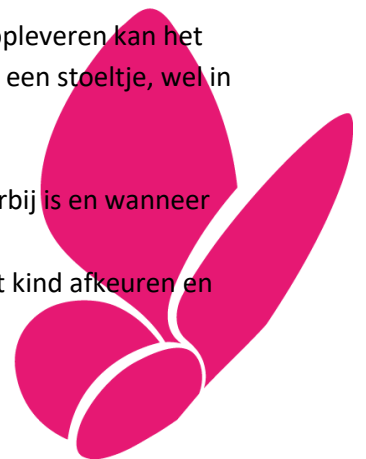 opleveren kan het
een stoeltje, wel in
rbij is en wanneer
t kind afkeuren en